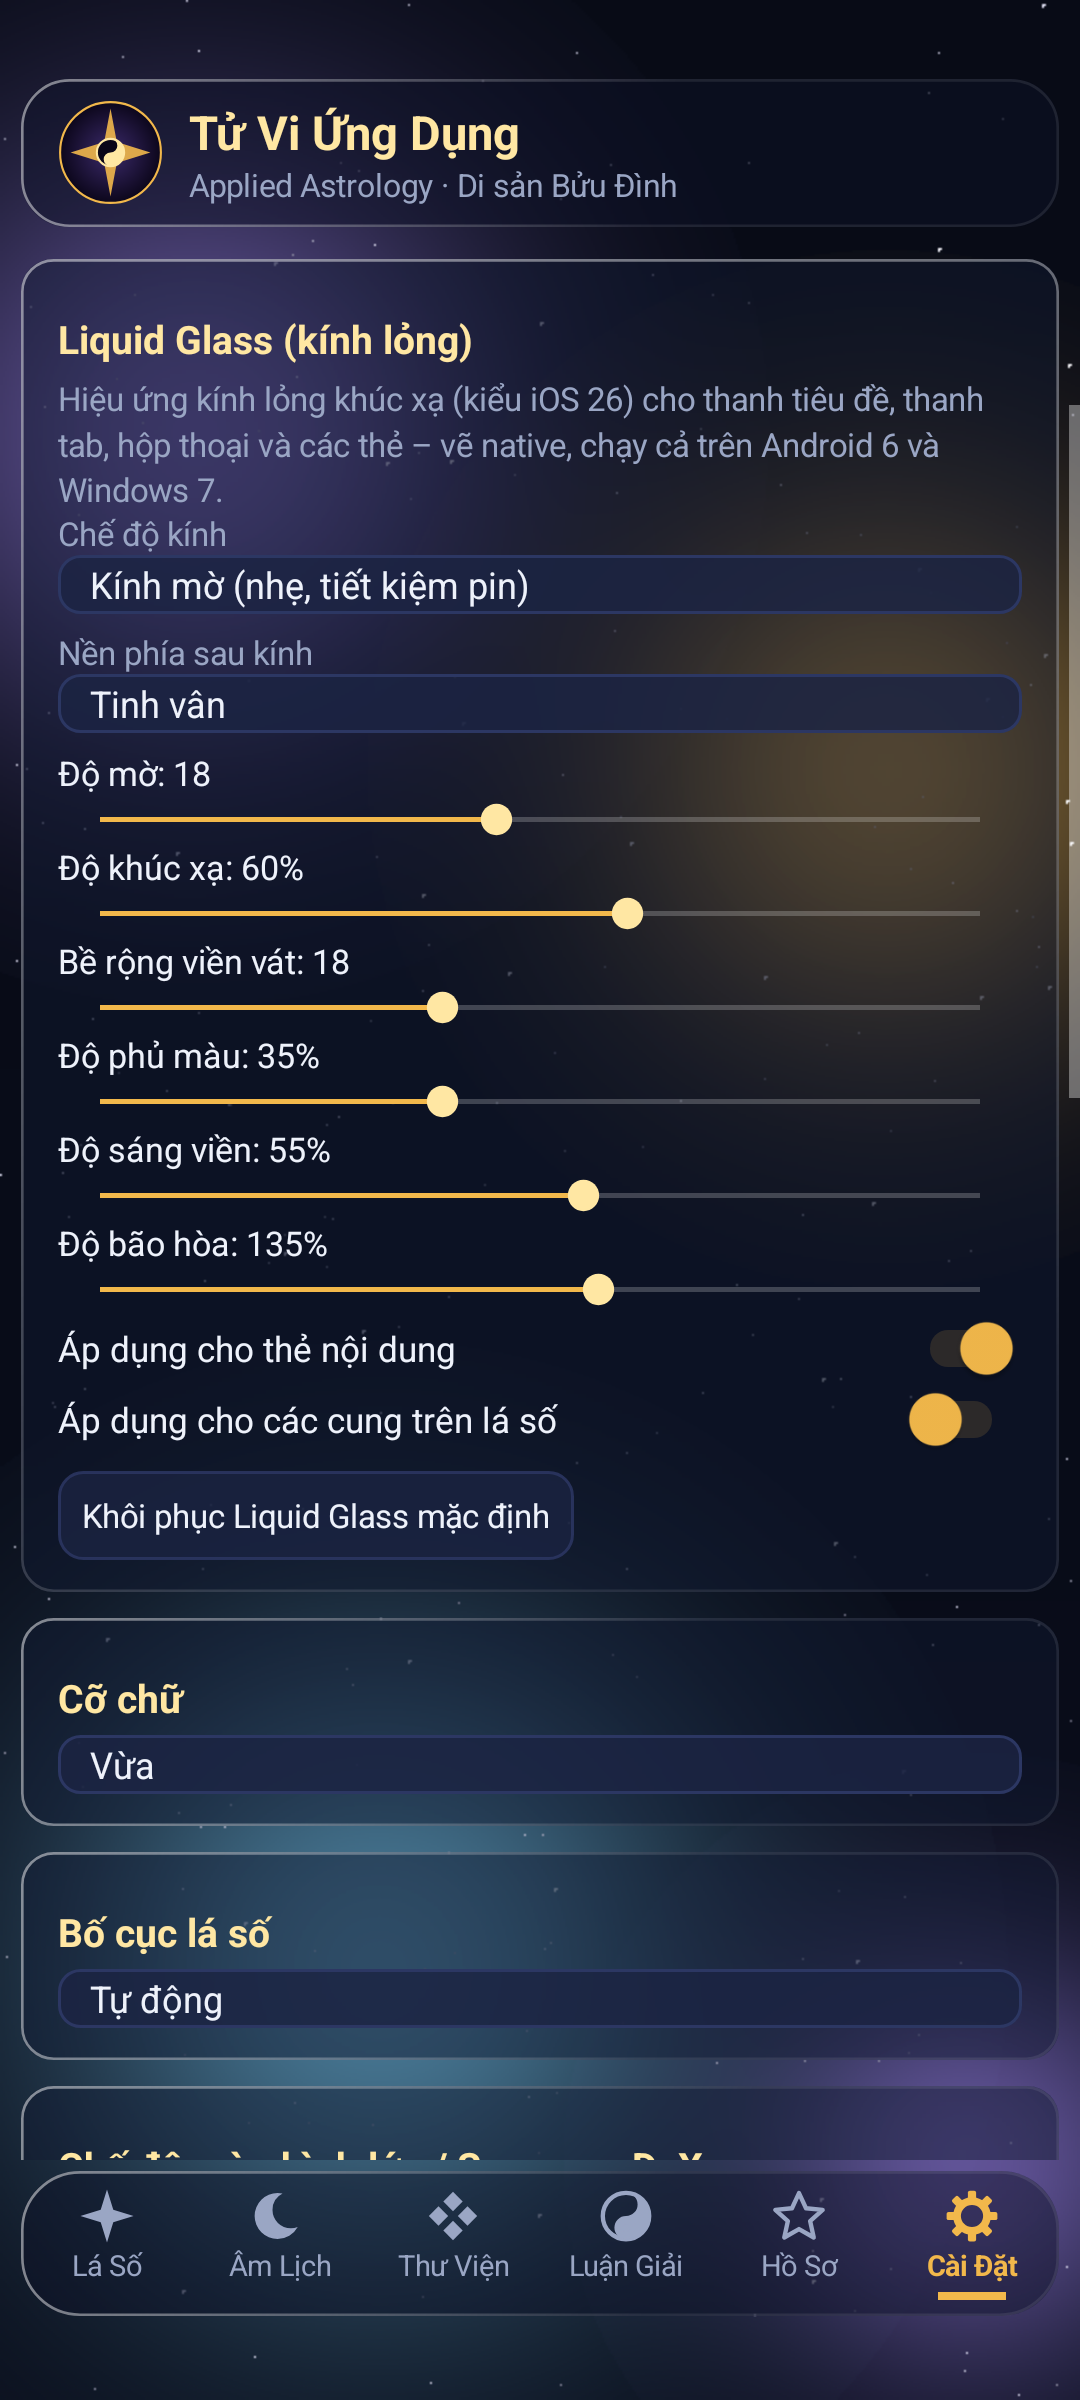 Tử Vi Ứng Dụng
Applied Astrology · Di sản Bửu Đình
Liquid Glass (kính lỏng)
Hiệu ứng kính lỏng khúc xạ (kiểu iOS 26) cho thanh tiêu đề, thanh
tab, hộp thoại và các thẻ – vẽ native, chạy cả trên Android 6 và
Windows 7.
Chế độ kính
Kính mờ (nhẹ, tiết kiệm pin)
Nền phía sau kính
Tinh vân
Độ mờ: 18
Độ khúc xạ: 60%
Bề rộng viền vát: 18
Độ phủ màu: 35%
Độ sáng viền: 55%
Độ bão hòa: 135%
Áp dụng cho thẻ nội dung
Áp dụng cho các cung trên lá số
Khôi phục Liquid Glass mặc định
Cỡ chữ
Vừa
Bố cục lá số
Tự động
Lá Số
Âm Lịch
Thư Viện
Luận Giải
Hồ Sơ
Cài Đặt